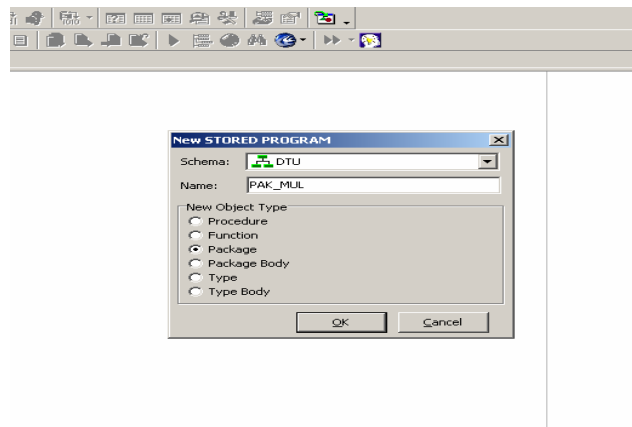 New STORED PROGRAM
Schema: DTU
Name: PAK_MUL
New Object Type
Procedure
Function
Package
Package Body
Type
Type Body
OK Cancel